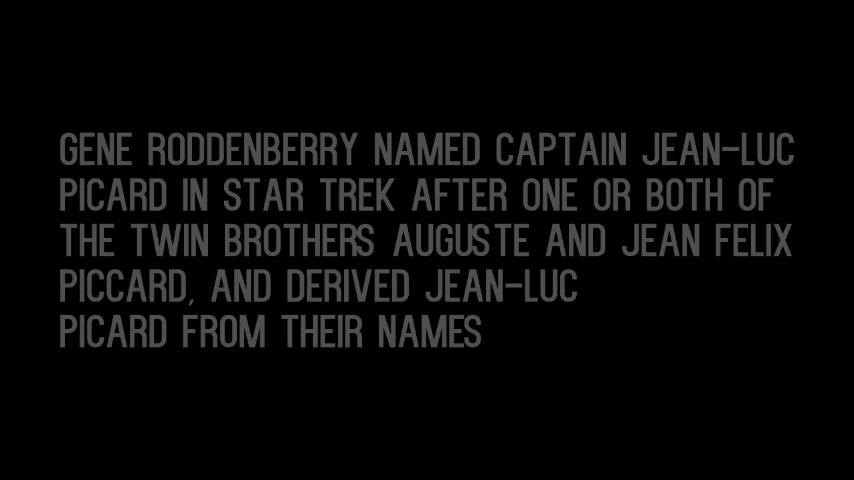 GENE RODDENBERRY NAMED CAPTAIN JEAN-LUC
PICARD IN STAR TREK AFTER ONE OR BOTH OF
THE TWIN BROTHERS AUGUSTE AND JEAN FELIX
PICCARD, AND DERIVED JEAN-LUC
PICARD FROM THEIR NAMES